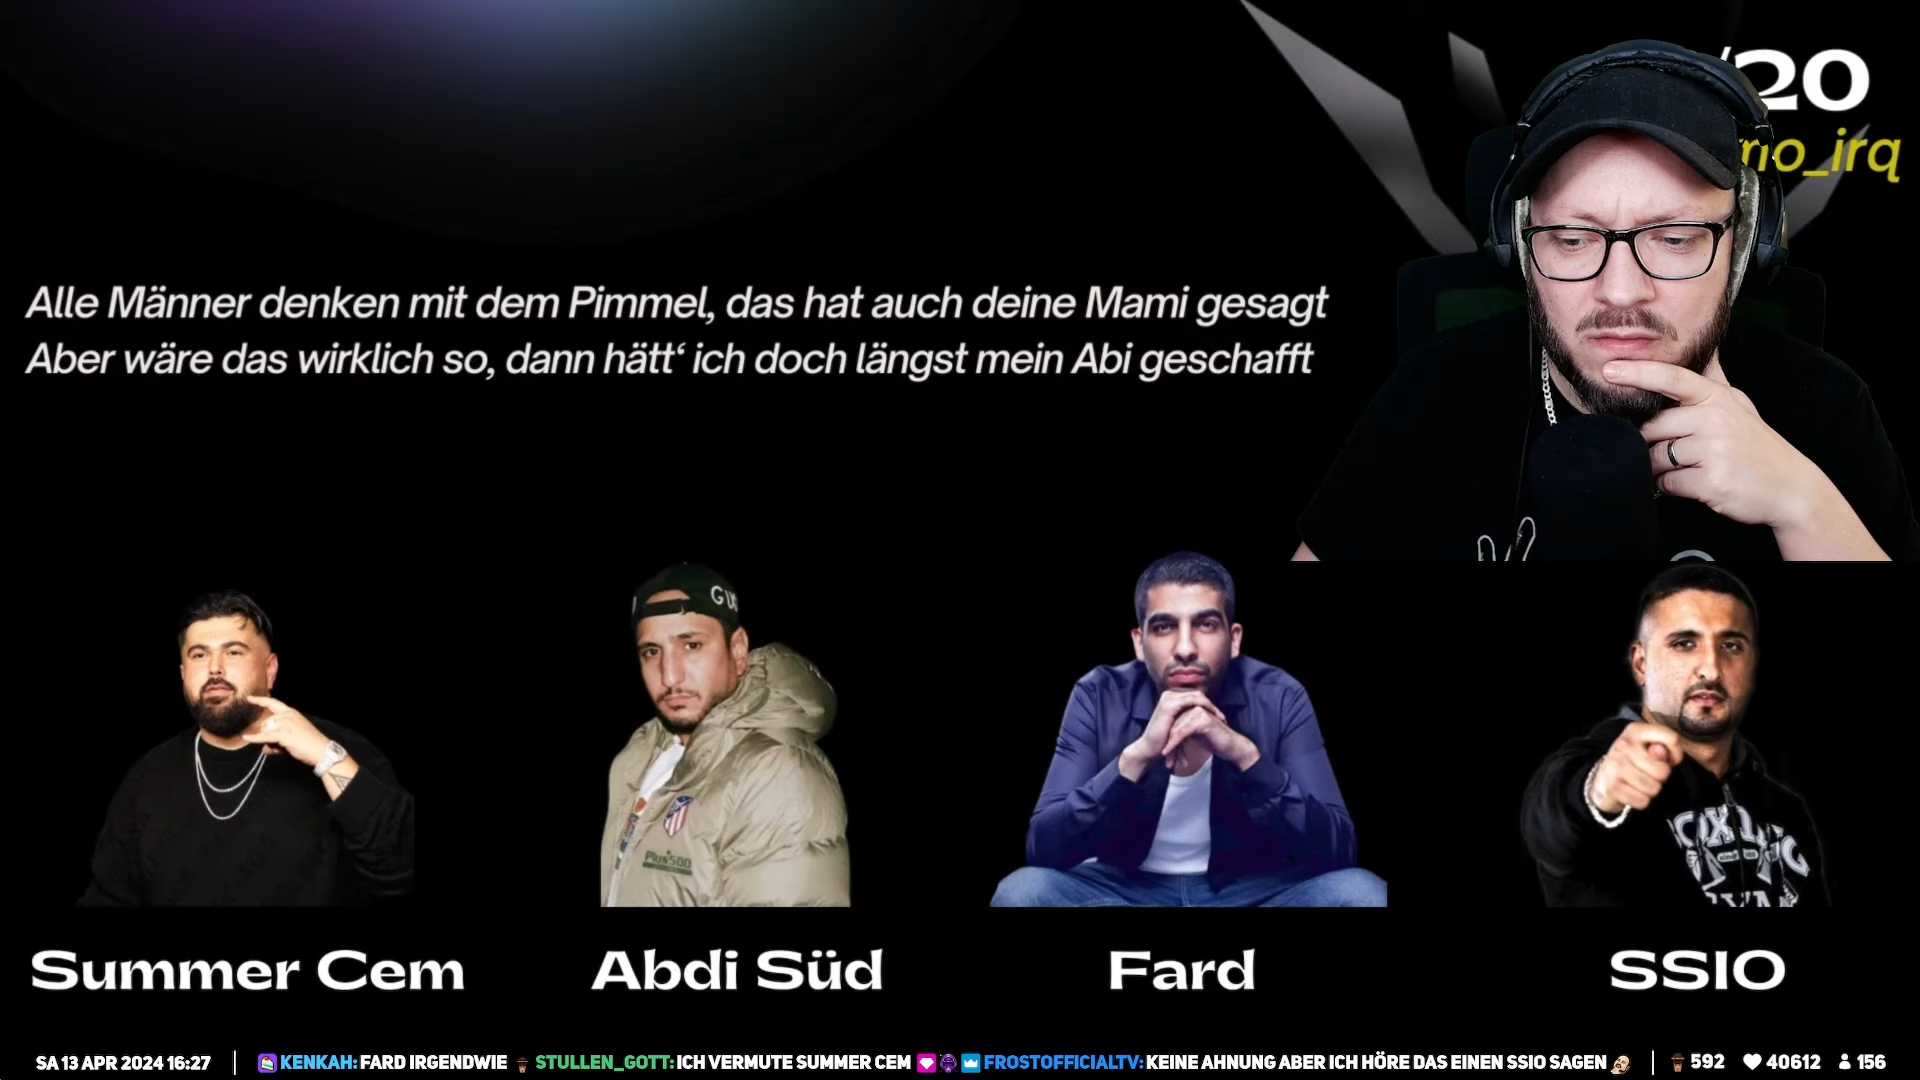 /20
mo_irq
Alle Männer denken mit dem Pimmel, das hat auch deine Mami gesagt
Aber wäre das wirklich so, dann hätt‘ ich doch längst mein Abi geschafft
GU
Plus500
Summer Cem
Abdi Süd
Fard
SSIO
SA 13 APR 2024 16:27 KENKAH: FARD IRGENDWIE STULLEN_GOTT: ICH VERMUTE SUMMER CEM FROSTOFFICIALTV: KEINE AHNUNG ABER ICH HÖRE DAS EINEN SSIO SAGEN 592 40612 156